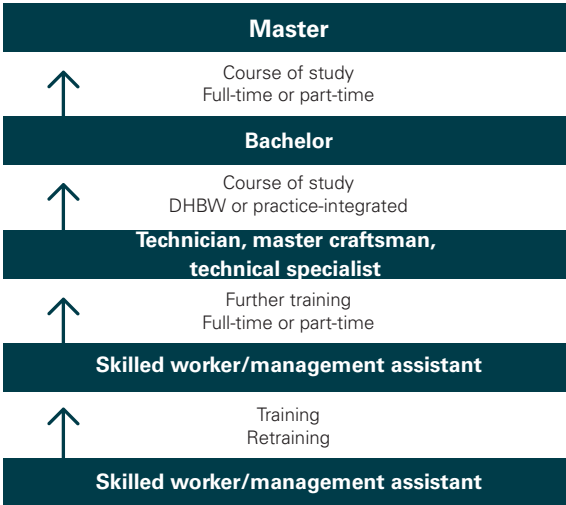 Master
Course of study
Full-time or part-time
Bachelor
Course of study
DHBW or practice-integrated
Technician, master craftsman,
technical specialist
Further training
Full-time or part-time
Skilled worker/management assistant
Training
Retraining
Skilled worker/management assistant